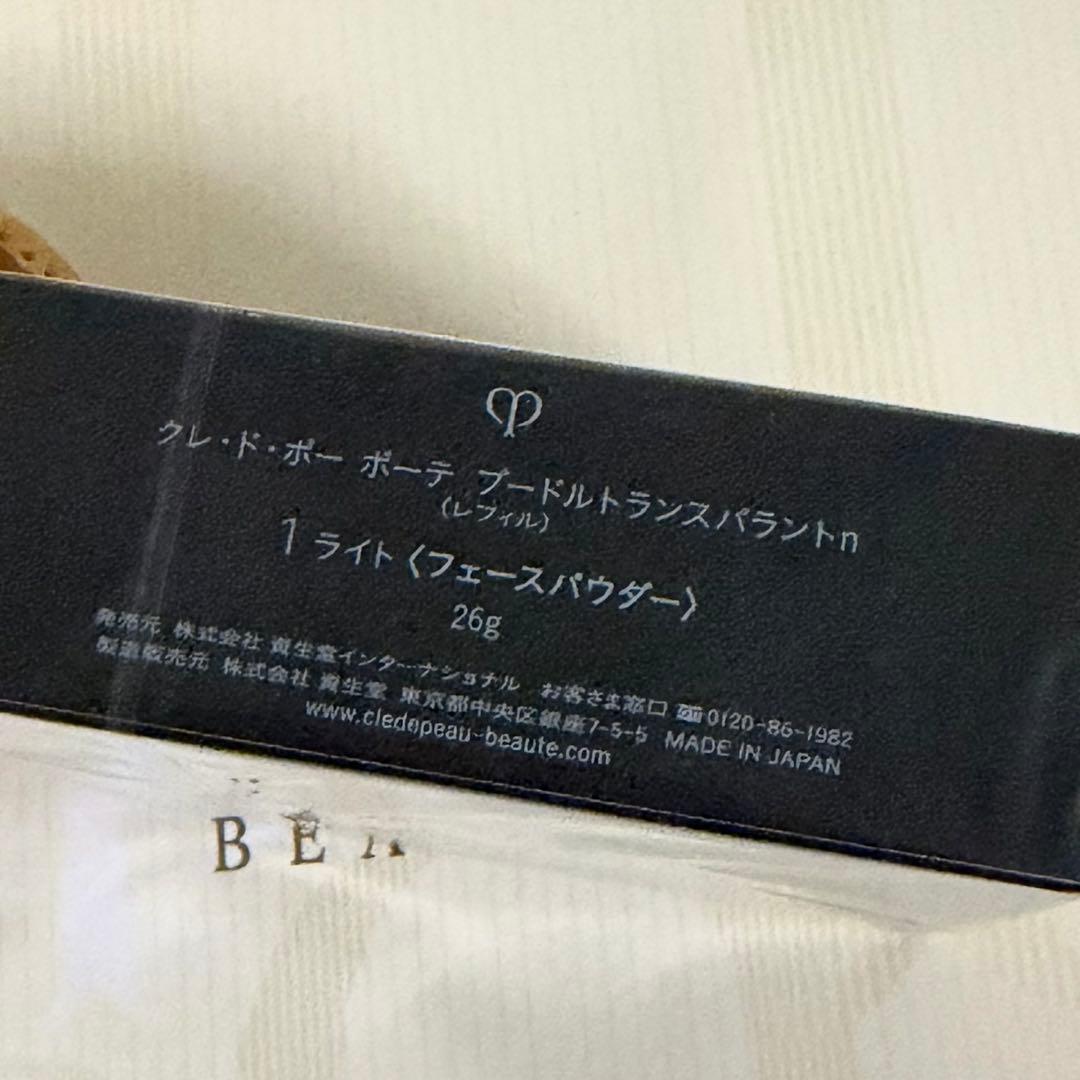 クレ・ド・ポー ボーテ プードルトランスパラントn
(レフィル)
1 ライト〈フェースパウダー〉
26g
発売元 株式会社 資生堂インターナショナル お客さま窓口 0120-86-1982
製造販売元 株式会社 資生堂 東京都中央区銀座7-5-5 MADE IN JAPAN
www.cledepeau-beaute.com